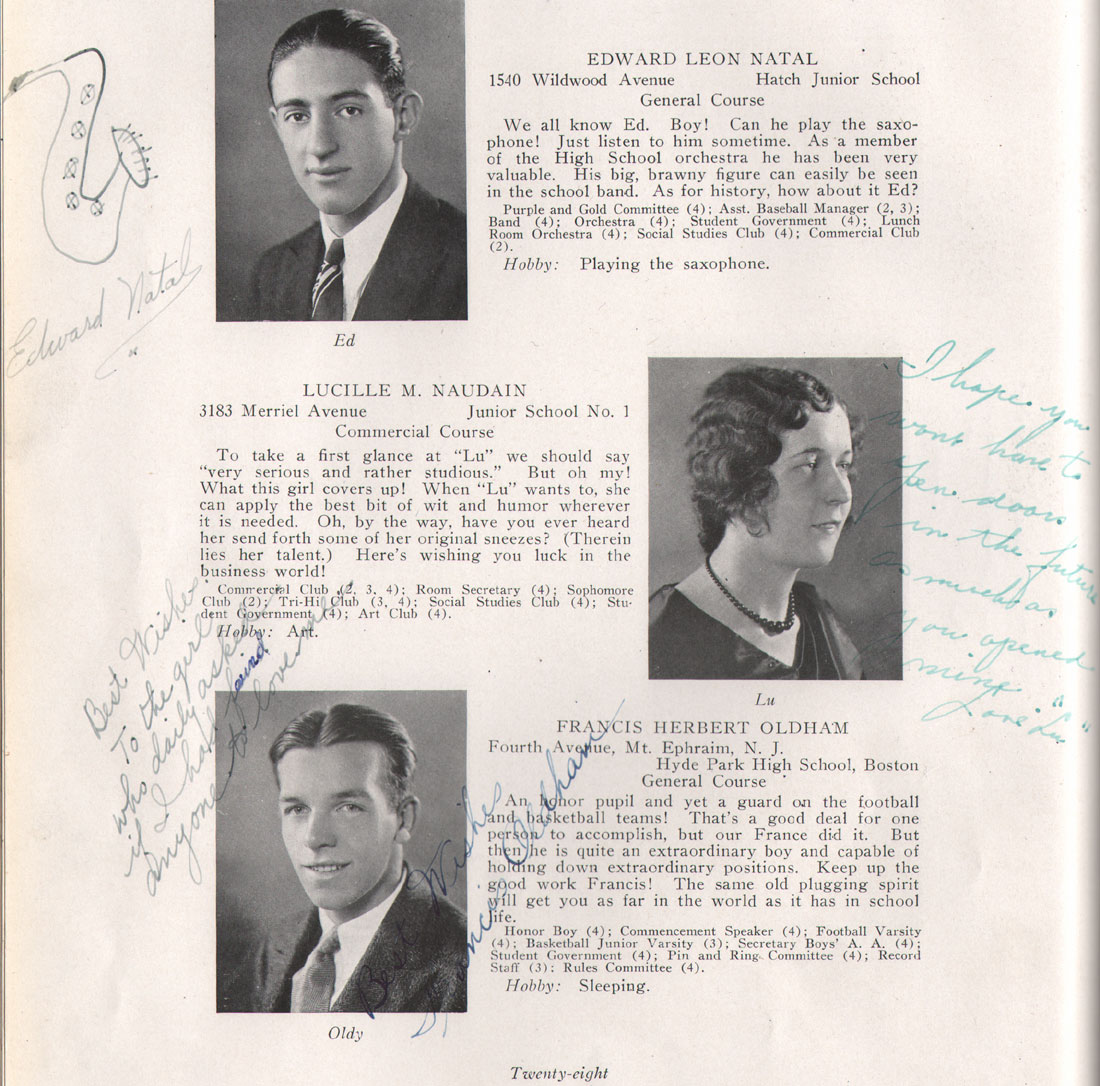 EDWARD LEON NATAL
1540 Wildwood Avenue Hatch Junior School
General Course
We all know Ed. Boy! Can he play the saxo-
phone! Just listen to him sometime. As a member
of the High School orchestra he has been very
valuable. His big, brawny figure can easily be seen
in the school band. As for history, how about it Ed?
Purple and Gold Committee (4); Asst. Baseball Manager (2, 3);
Band (4); Orchestra (4); Student Government (4); Lunch
Room Orchestra (4); Social Studies Club (4); Commercial Club
(2).
Hobby: Playing the saxophone.
Edward Natal
Ed
LUCILLE M. NAUDAIN
3183 Merriel Avenue Junior School No. 1
Commercial Course
To take a first glance at "Lu" we should say
"very serious and rather studious." But oh my!
What this girl covers up! When "Lu" wants to, she
can apply the best bit of wit and humor wherever
it is needed. Oh, by the way, have you ever heard
her send forth some of her original sneezes? (Therein
lies her talent.) Here's wishing you luck in the
business world!
Commercial Club (2, 3, 4); Room Secretary (4); Sophomore
Club (2); Tri-Hi Club (3, 4); Social Studies Club (4); Stu-
dent Government (4); Art Club (4).
Hobby: Art.
I hope you
wont have to
open doors
in the future
as much as
you opened
mine
Love "Lu"
Lu
Best Wishes
To the girl
who daily asked me
if I had paired
anyone to love
FRANCIS HERBERT OLDHAM
Fourth Avenue, Mt. Ephraim, N. J.
Hyde Park High School, Boston
General Course
An honor pupil and yet a guard on the football
and basketball teams! That's a good deal for one
person to accomplish, but our France did it. But
then he is quite an extraordinary boy and capable of
holding down extraordinary positions. Keep up the
good work Francis! The same old plugging spirit
will get you as far in the world as it has in school
life.
Honor Boy (4); Commencement Speaker (4); Football Varsity
(4); Basketball Junior Varsity (3); Secretary Boys' A. A. (4);
Student Government (4); Pin and Ring Committee (4); Record
Staff (3): Rules Committee (4).
Hobby: Sleeping.
Best Wishes
Francis Oldham
Oldy
Twenty-eight